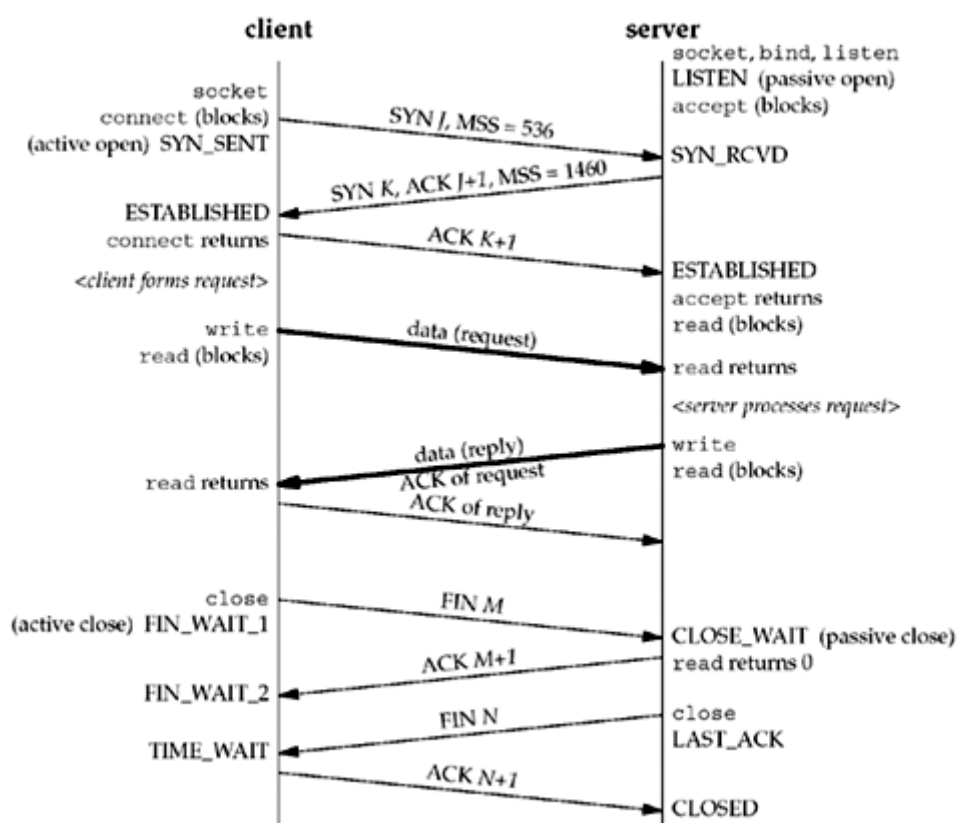 client
server
socket, bind, listen
LISTEN (passive open)
accept (blocks)
socket
connect (blocks)
(active open) SYN_SENT
SYN J, MSS = 536
SYN_RCVD
SYN K, ACK J+1, MSS = 1460
ESTABLISHED
connect returns
ACK K+1
<client forms request>
ESTABLISHED
accept returns
read (blocks)
write
read (blocks)
data (request)
read returns
<server processes request>
write
read (blocks)
data (reply)
ACK of request
read returns
ACK of reply
close
(active close) FIN_WAIT_1
FIN M
CLOSE_WAIT (passive close)
read returns 0
ACK M+1
FIN_WAIT_2
close
LAST_ACK
FIN N
TIME_WAIT
ACK N+1
CLOSED